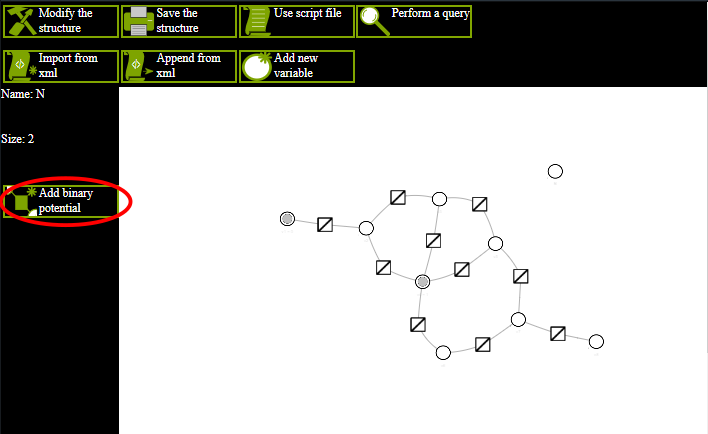 Modify the
structure
Save the
structure
Use script file
Perform a query
Import from
xml
Append from
xml
Add new
variable
Name: N
Size: 2
Add binary
potential